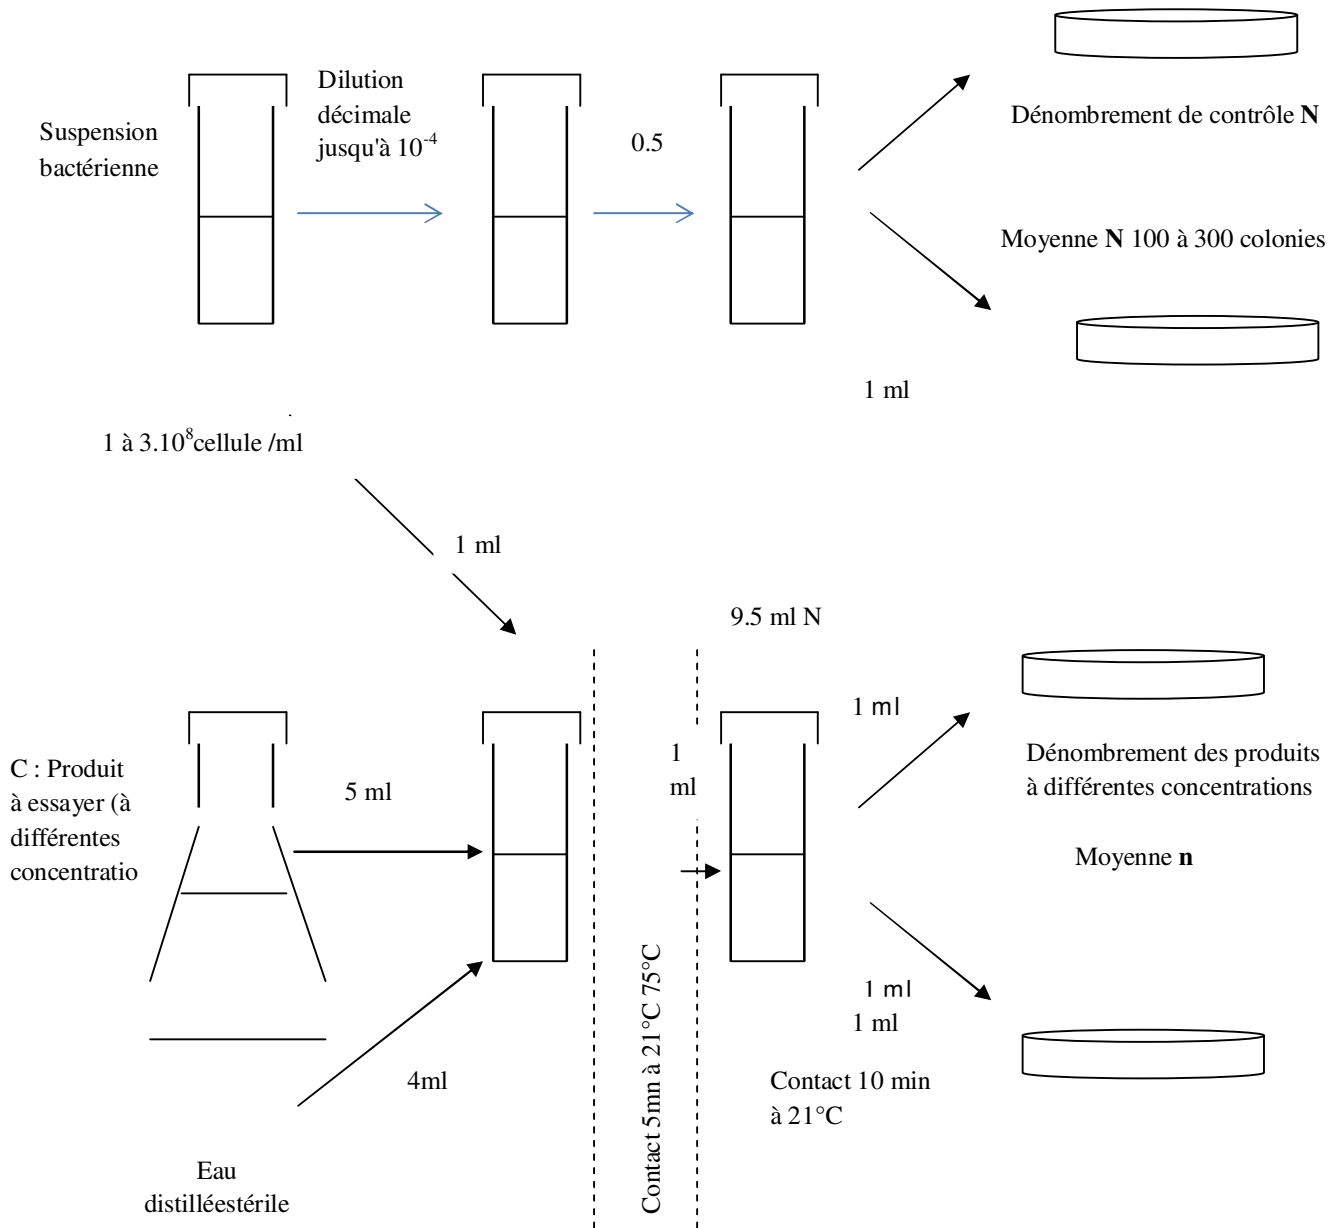 Suspension
bactérienne
Dilution
décimale
jusqu'à 10⁻⁴
0.5
Dénombrement de contrôle N
Moyenne N 100 à 300 colonies
1 ml
1 à 3.10⁸cellule /ml
1 ml
9.5 ml N
C : Produit
à essayer (à
différentes
concentratio
5 ml
4ml
Eau
distilléestérile
Contact 5mn à 21°C 75°C
1
ml
1 ml
Dénombrement des produits
à différentes concentrations
Moyenne n
1 ml
1 ml
Contact 10 min
à 21°C